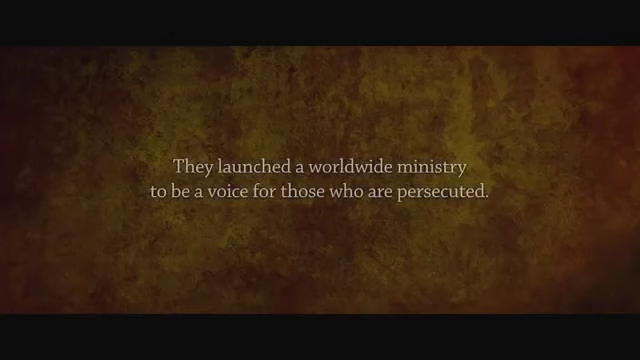 They launched a worldwide ministry
to be a voice for those who are persecuted.